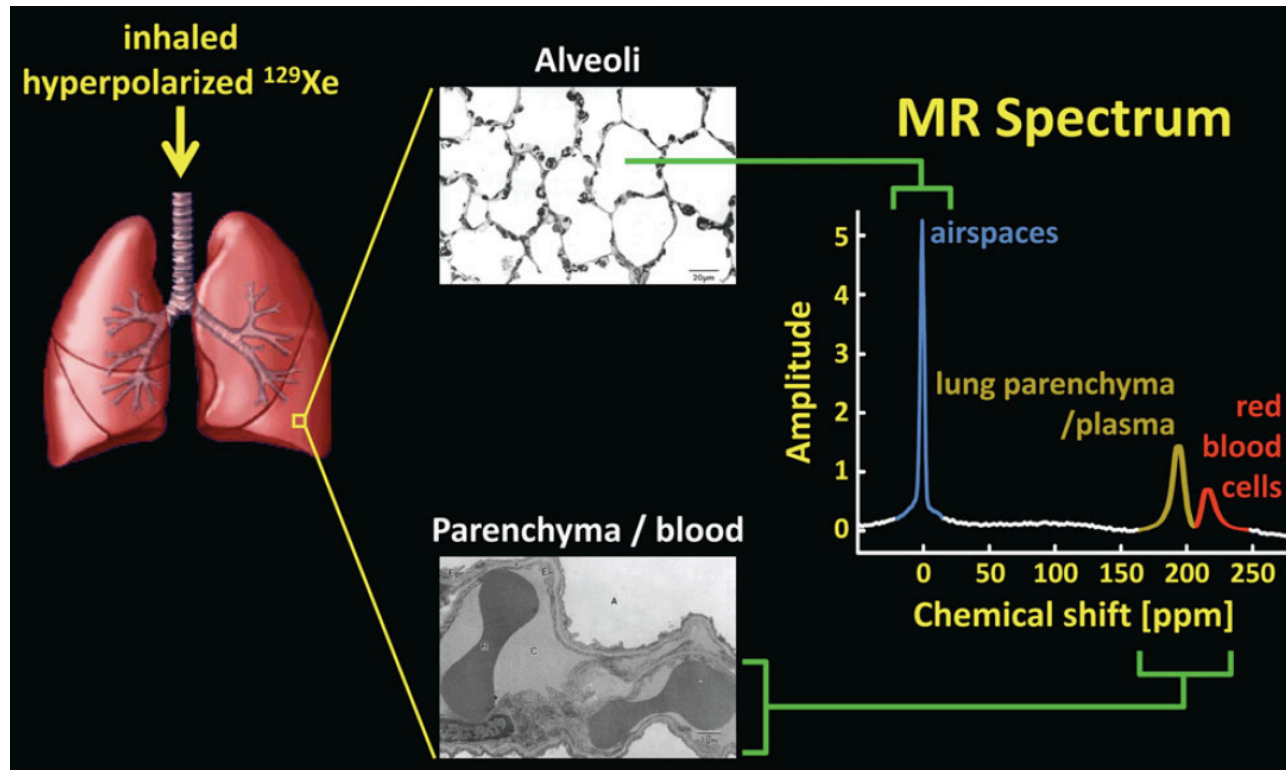 inhaled
hyperpolarized ¹²⁹Xe
Alveoli
20µm
MR Spectrum
airspaces
lung parenchyma
/plasma
red
blood
cells
Amplitude
5
4
3
2
1
0
0 50 100 150 200 250
Chemical shift [ppm]
Parenchyma / blood
A
C